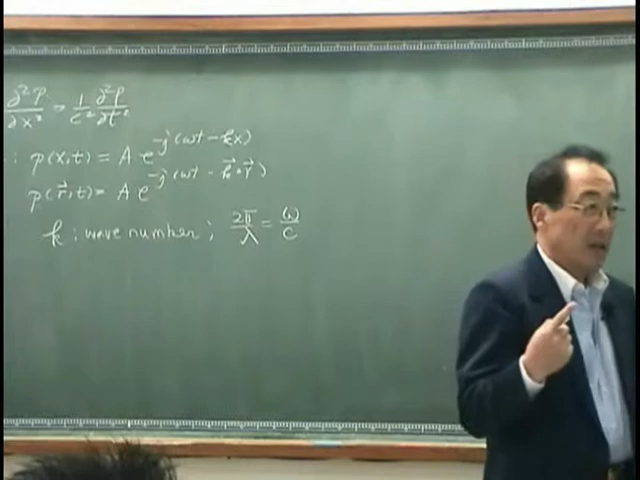 ∂²P/∂x² = 1/c² ∂²P/∂t²
: p(x,t) = A e^-j(ωt - kx)
p(r⃗,t) = A e^-j(ωt - k⃗·r⃗)
k : wave number ; 2π/λ = ω/c